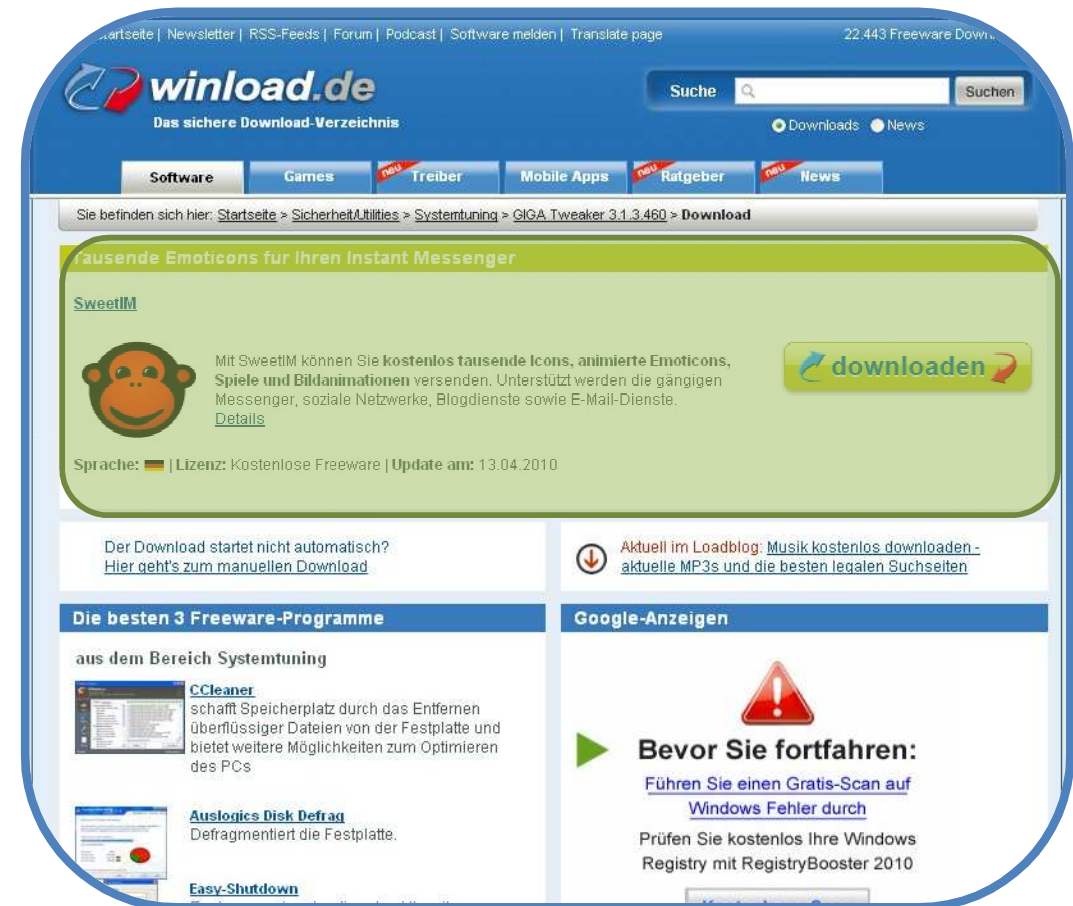 Startseite | Newsletter | RSS-Feeds | Forum | Podcast | Software melden | Translate page
22.443 Freeware
winload.de
Das sichere Download-Verzeichnis
Suche
Suchen
Downloads News
Software Games neu Treiber Mobile Apps neu Ratgeber neu News
Sie befinden sich hier: Startseite > Sicherheit/Utilities > Systemtuning > GIGA Tweaker 3.1.3.460 > Download
Tausende Emoticons für Ihren Instant Messenger
SweetIM
Mit SweetIM können Sie kostenlos tausende Icons, animierte Emoticons,
Spiele und Bildanimationen versenden. Unterstützt werden die gängigen
Messenger, soziale Netzwerke, Blogdienste sowie E-Mail-Dienste.
Details
downloaden
Sprache: | Lizenz: Kostenlose Freeware | Update am: 13.04.2010
Der Download startet nicht automatisch?
Hier geht's zum manuellen Download
Aktuell im Loadblog: Musik kostenlos downloaden -
aktuelle MP3s und die besten legalen Suchseiten
Die besten 3 Freeware-Programme
aus dem Bereich Systemtuning
CCleaner
schafft Speicherplatz durch das Entfernen
überflüssiger Dateien von der Festplatte und
bietet weitere Möglichkeiten zum Optimieren
des PCs
Auslogics Disk Defrag
Defragmentiert die Festplatte.
Easy-Shutdown
Google-Anzeigen
Bevor Sie fortfahren:
Führen Sie einen Gratis-Scan auf
Windows Fehler durch
Prüfen Sie kostenlos Ihre Windows
Registry mit RegistryBooster 2010